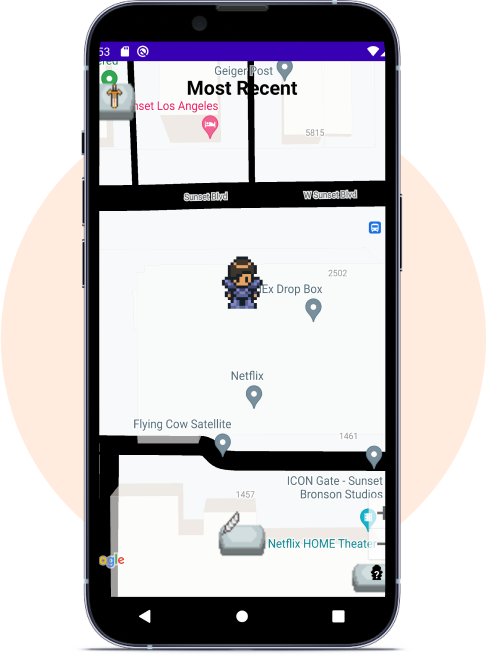 53
ered
Geiger Post
Most Recent
nset Los Angeles
5815
Sunset Blvd
W Sunset Blvd
2502
Ex Drop Box
Netflix
Flying Cow Satellite
1461
ICON Gate - Sunset
Bronson Studios
1457
Netflix HOME Theater
ogle
?